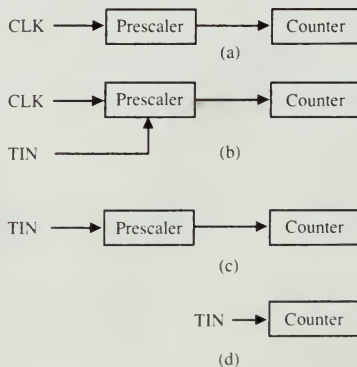 CLK Prescaler Counter
(a)
CLK Prescaler Counter
TIN
(b)
TIN Prescaler Counter
(c)
TIN Counter
(d)